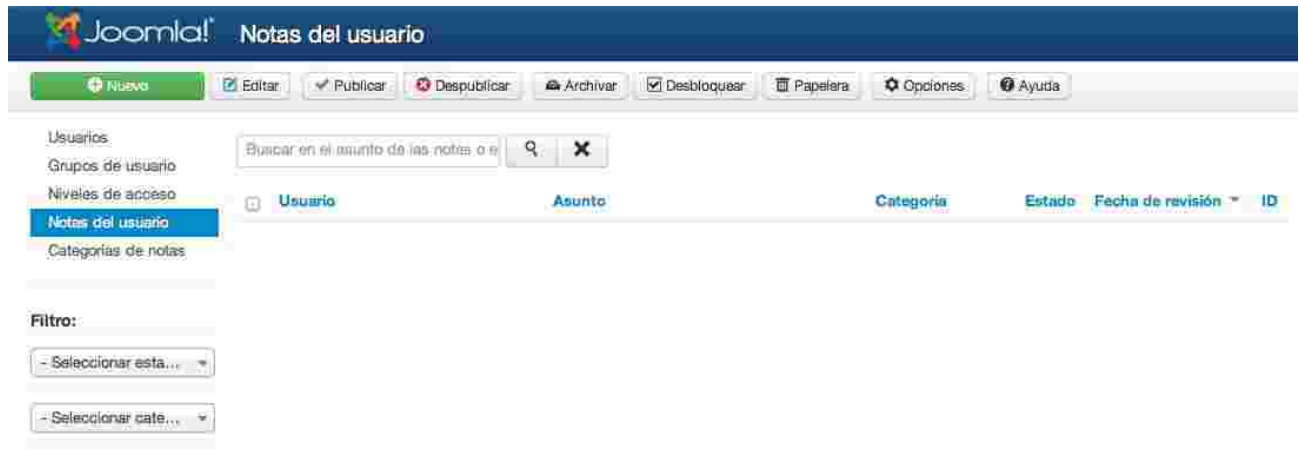 Joomla! Notas del usuario
Nuevo Editar Publicar Despublicar Archivar Desbloquear Papelera Opciones Ayuda
Usuarios
Grupos de usuario
Niveles de acceso
Notas del usuario
Categorías de notas
Buscar en el asunto de las notas o e
Usuario Asunto Categoría Estado Fecha de revisión ID
Filtro:
- Seleccionar esta...
- Seleccionar cate...